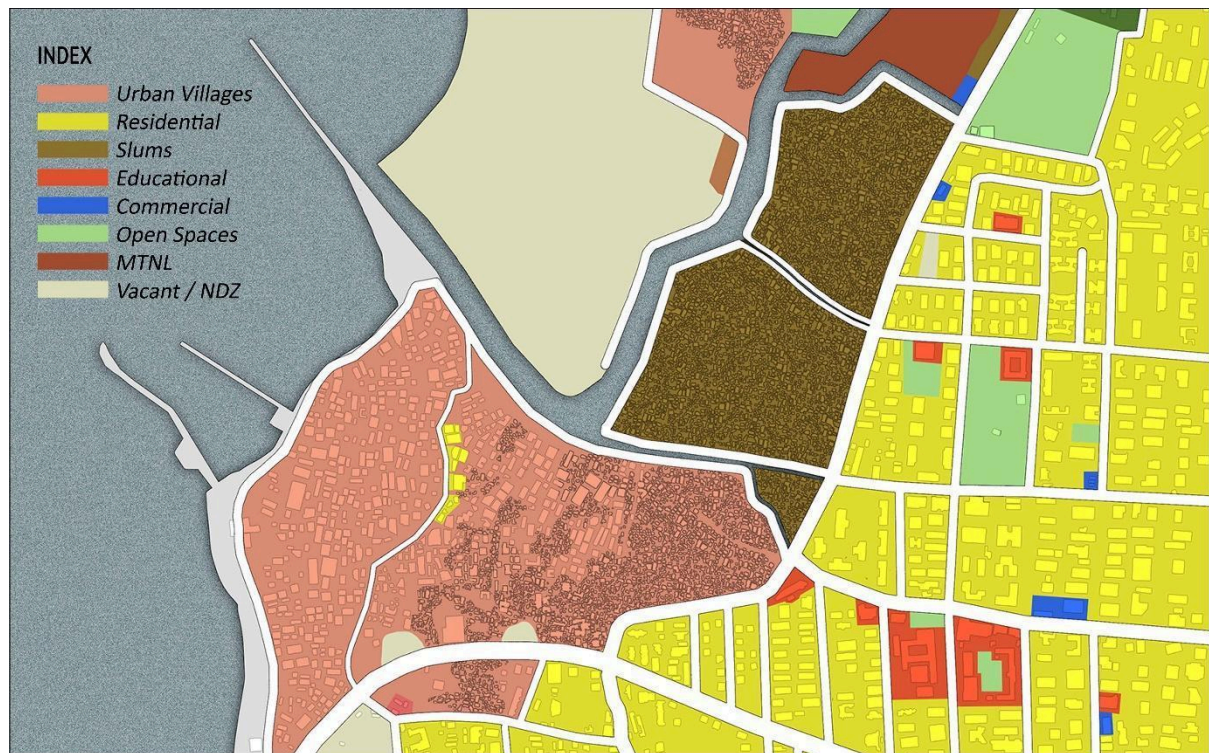 INDEX
Urban Villages
Residential
Slums
Educational
Commercial
Open Spaces
MTNL
Vacant / NDZ